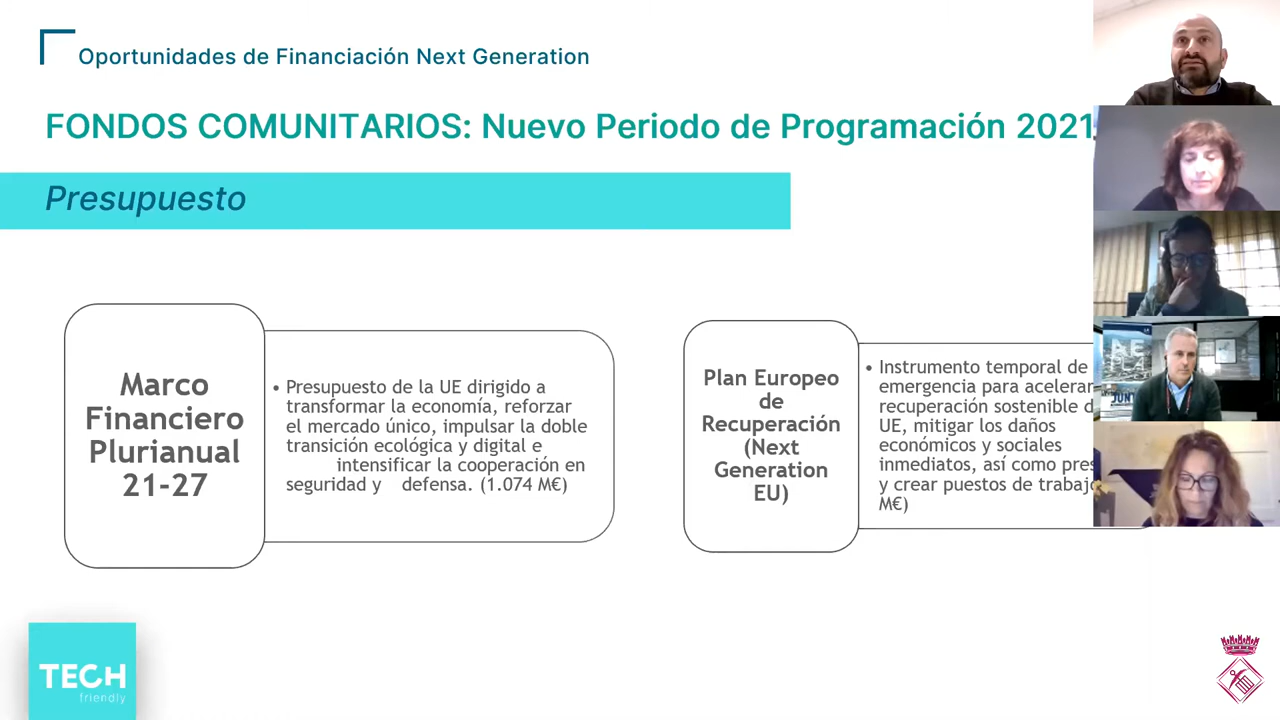 Oportunidades de Financiación Next Generation
FONDOS COMUNITARIOS: Nuevo Periodo de Programación 2021
Presupuesto
Marco
Financiero
Plurianual
21-27
• Presupuesto de la UE dirigido a
transformar la economía, reforzar
el mercado único, impulsar la doble
transición ecológica y digital e
intensificar la cooperación en
seguridad y defensa. (1.074 M€)
Plan Europeo
de
Recuperación
(Next
Generation
EU)
• Instrumento temporal de
emergencia para acelerar
recuperación sostenible
UE, mitigar los daños
económicos y sociales
inmediatos, así como
y crear puestos de trabajo
M€)
TECH
friendly